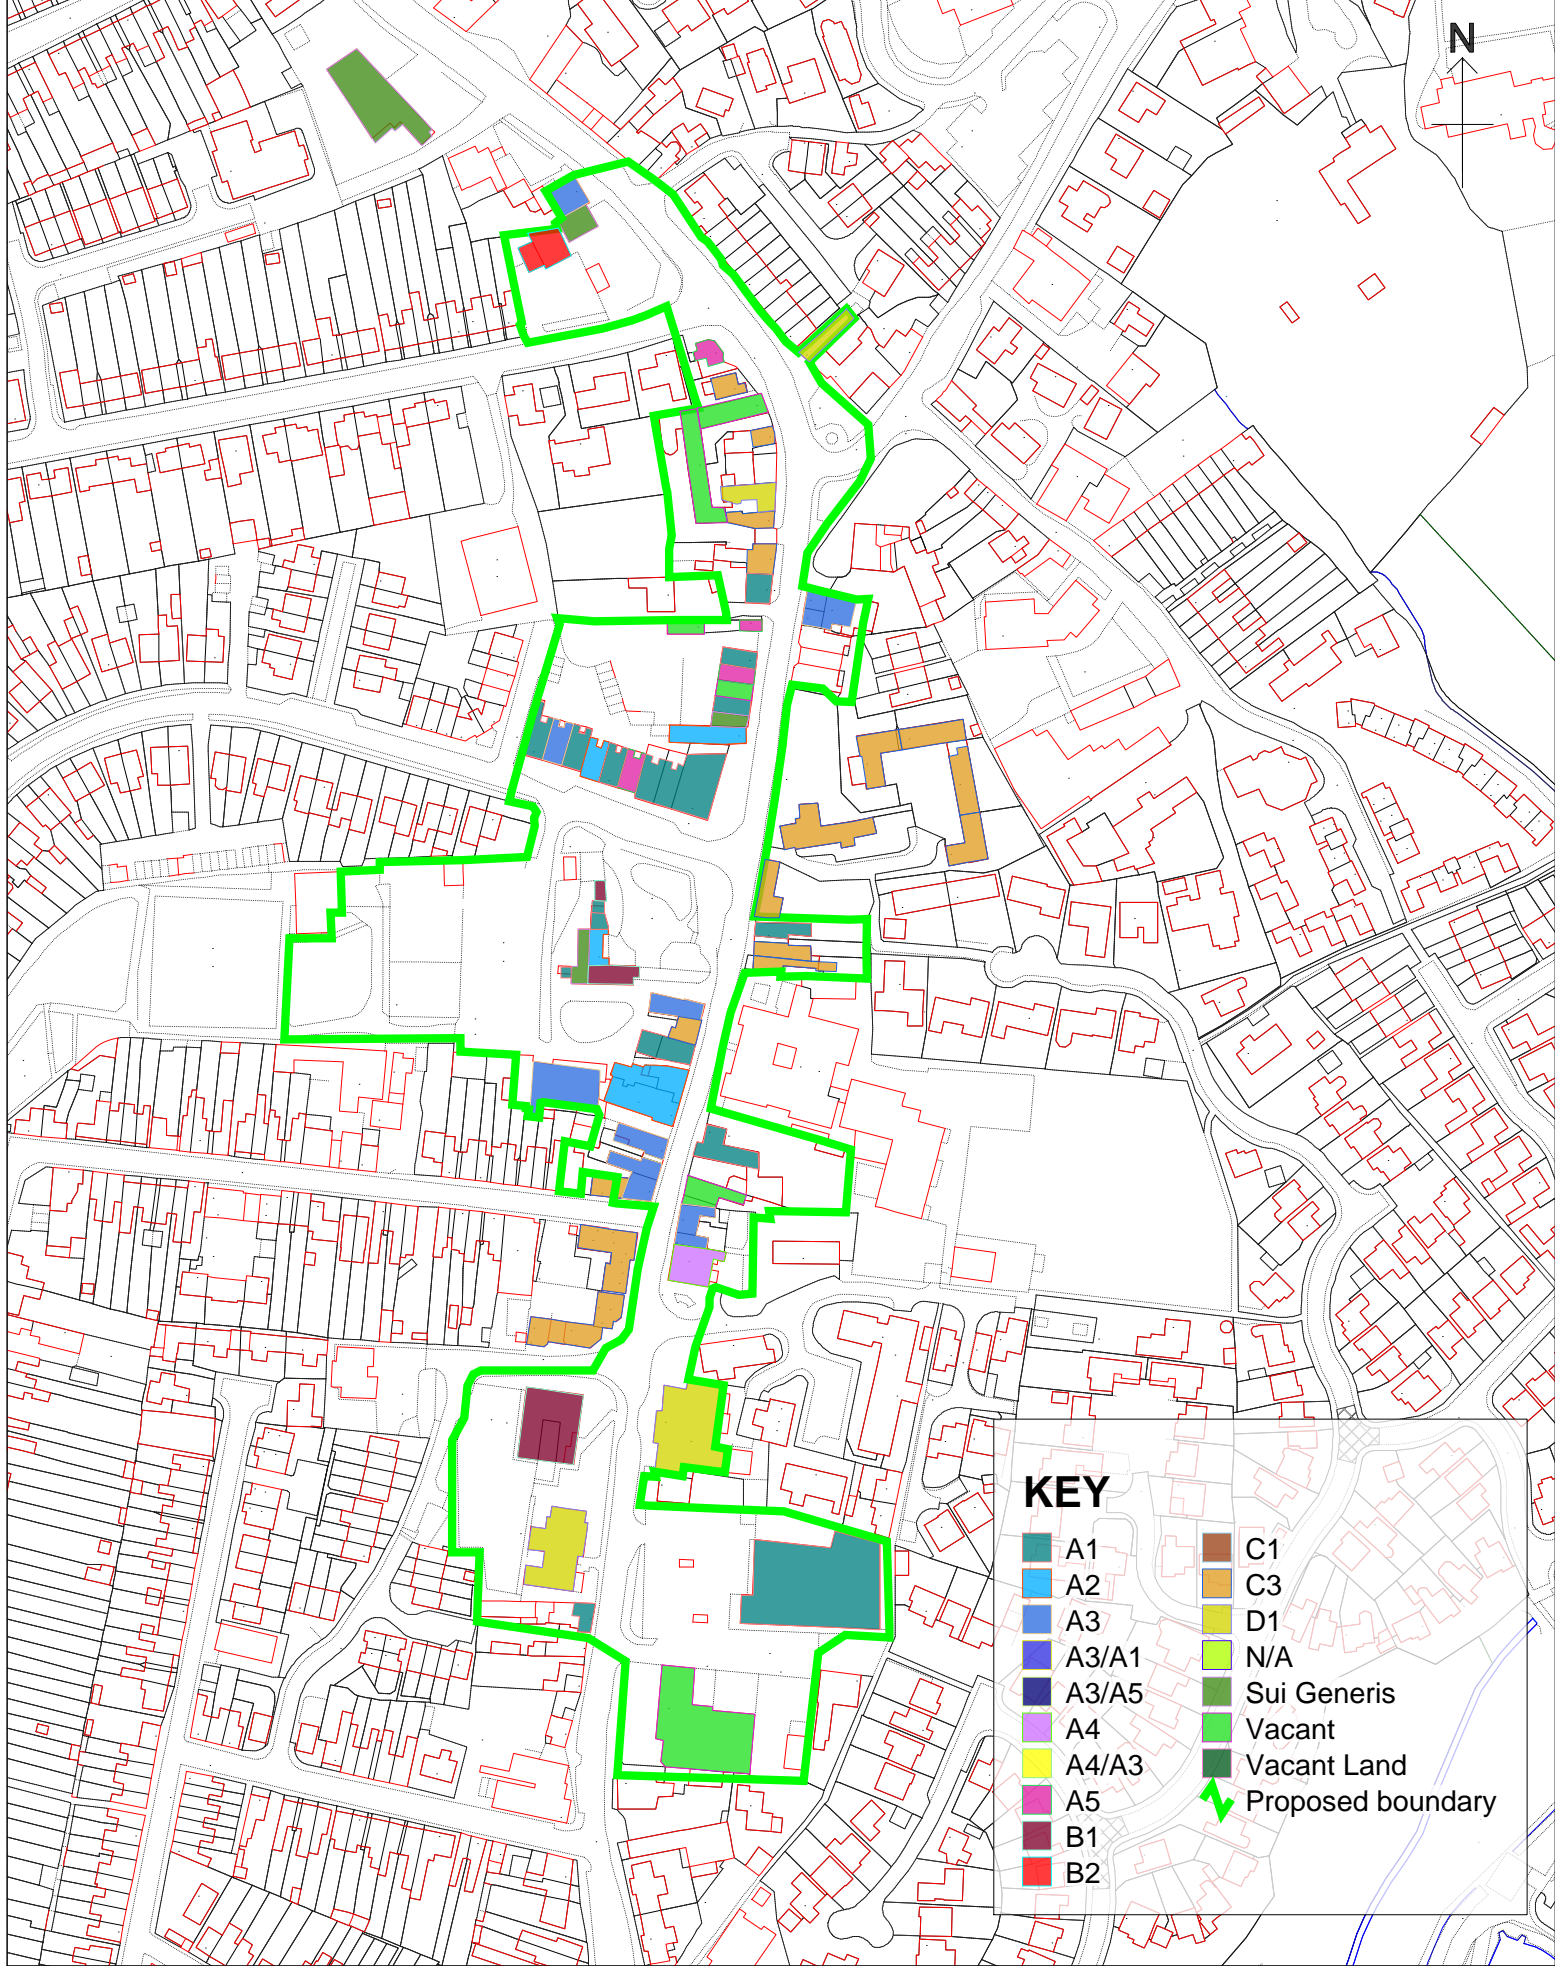 N
KEY
A1
A2
A3
A3/A1
A3/A5
A4
A4/A3
A5
B1
B2
C1
C3
D1
N/A
Sui Generis
Vacant
Vacant Land
Proposed boundary